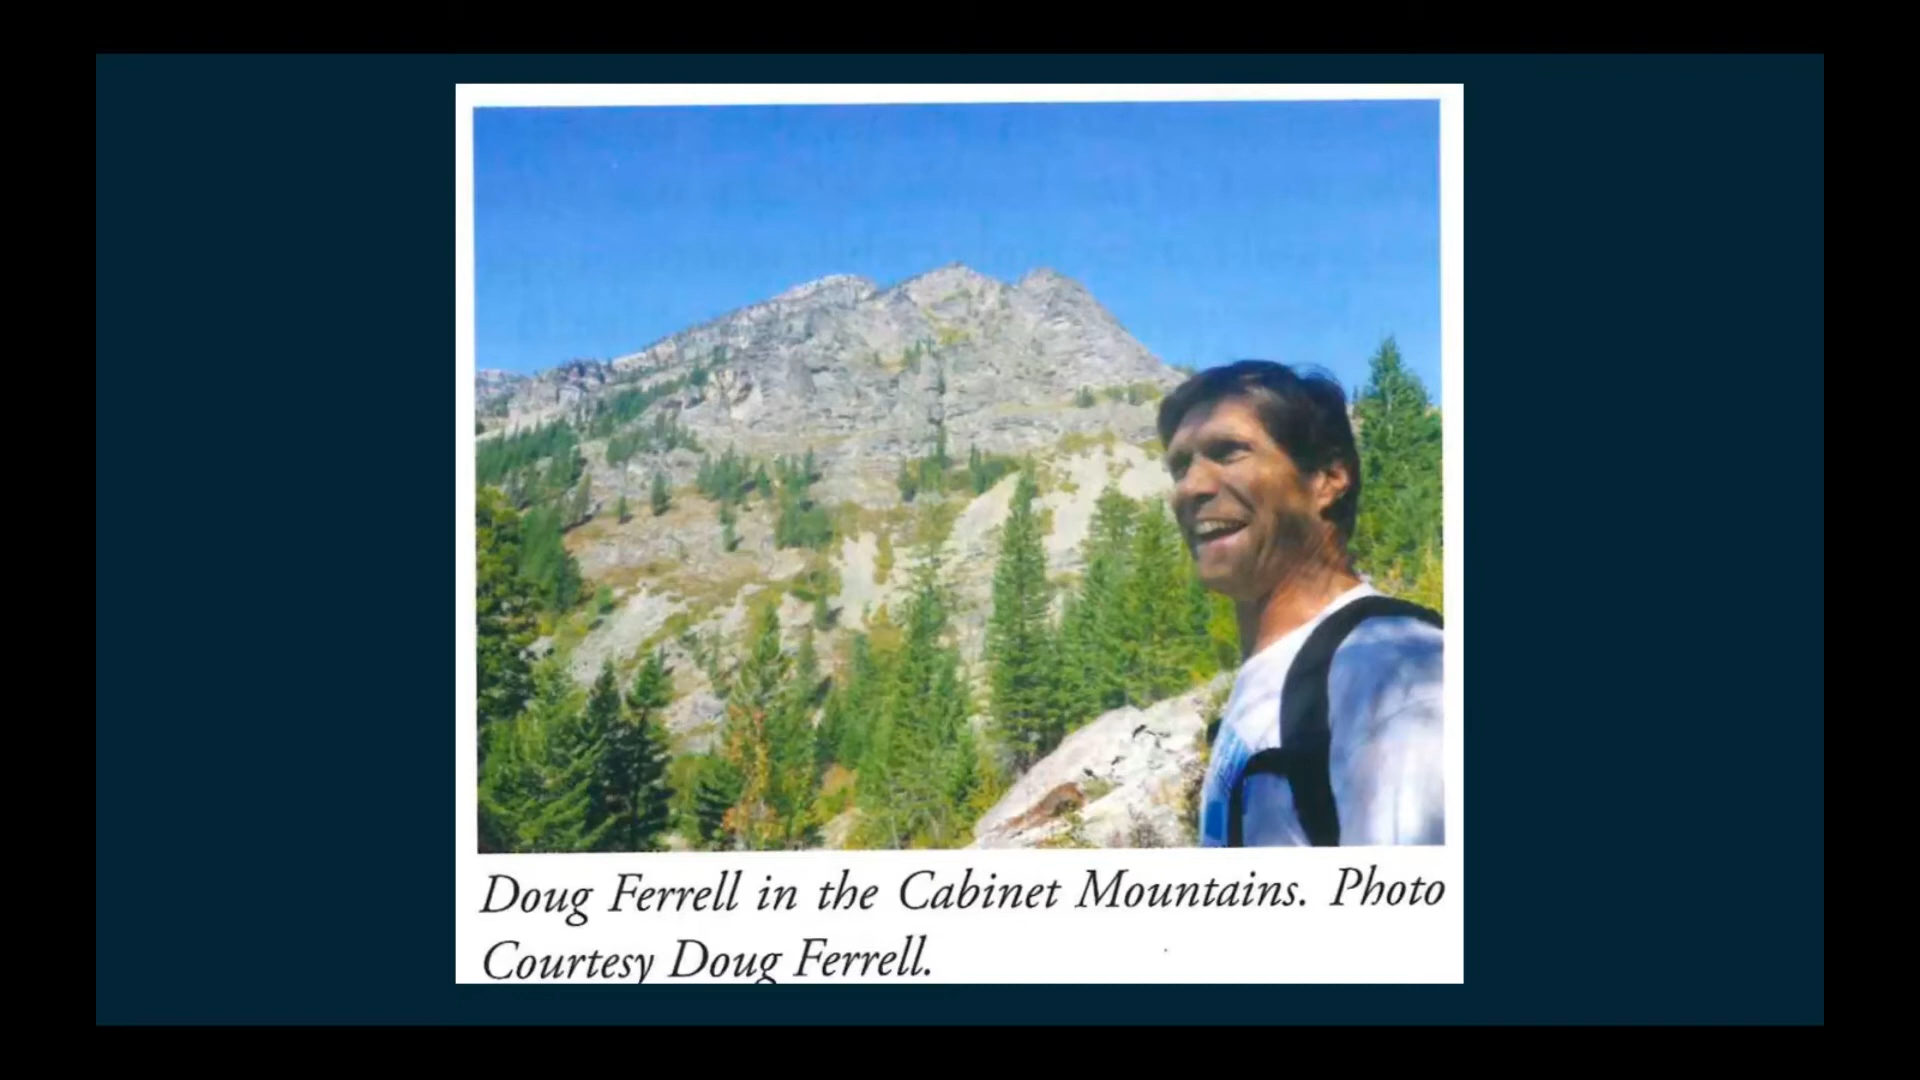 Doug Ferrell in the Cabinet Mountains. Photo
Courtesy Doug Ferrell.